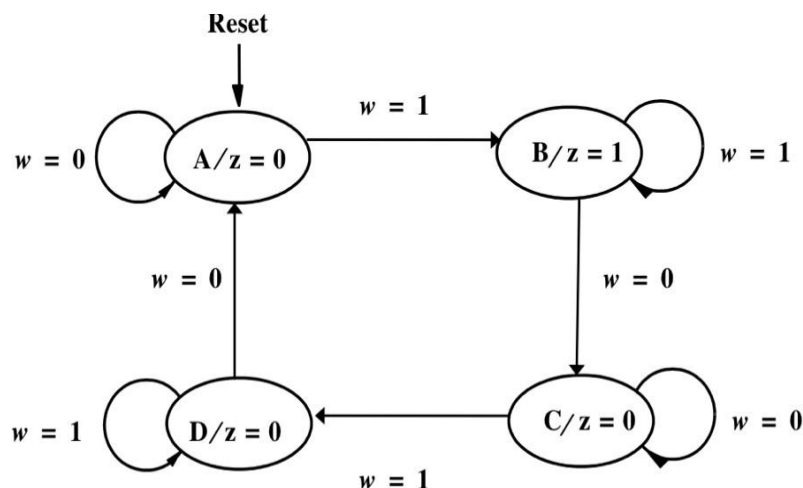 Reset
w = 1
w = 0
A/z = 0
B/z = 1
w = 1
w = 0
w = 0
w = 1
D/z = 0
C/z = 0
w = 0
w = 1